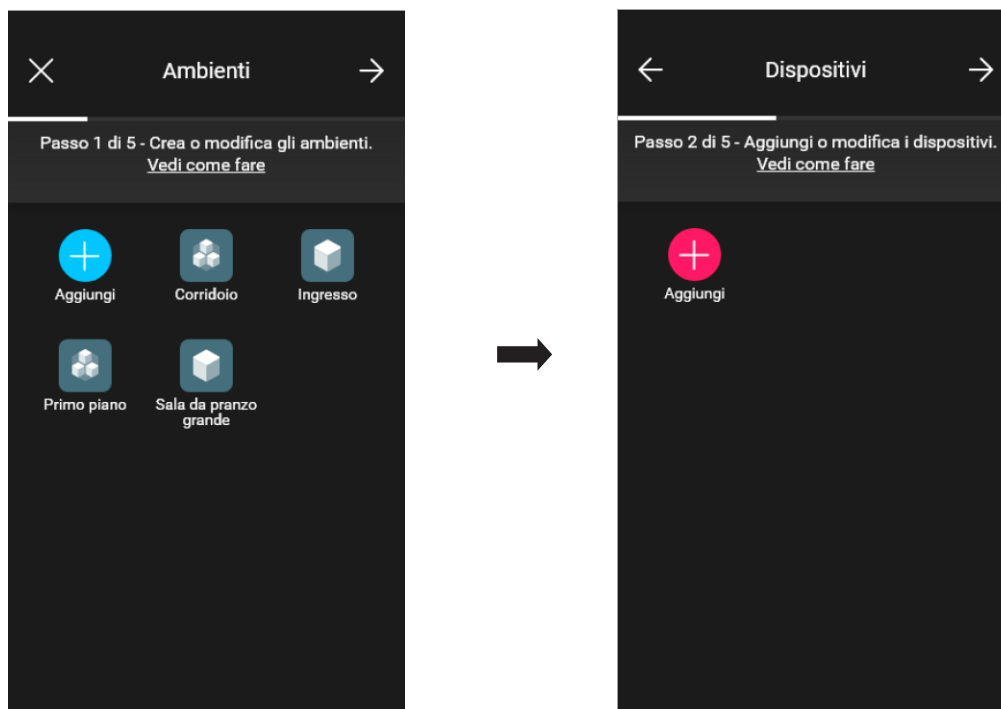 Ambienti
Passo 1 di 5 - Crea o modifica gli ambienti.
Vedi come fare
Aggiungi
Corridoio
Ingresso
Primo piano
Sala da pranzo
grande
Dispositivi
Passo 2 di 5 - Aggiungi o modifica i dispositivi.
Vedi come fare
Aggiungi